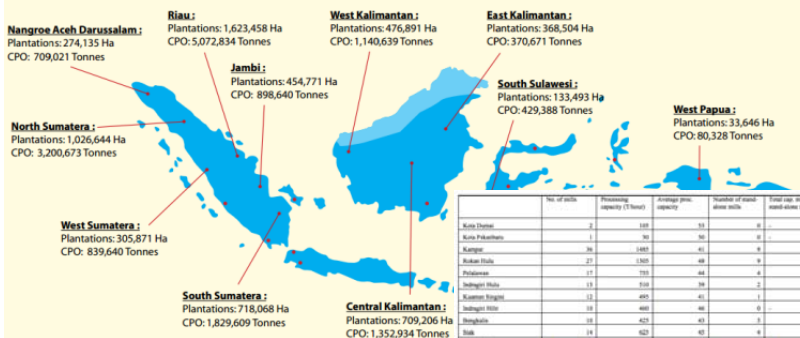 Nangroe Aceh Darussalam :
Plantations: 274,135 Ha
CPO: 709,021 Tonnes
Riau :
Plantations: 1,623,458 Ha
CPO: 5,072,834 Tonnes
West Kalimantan :
Plantations: 476,891 Ha
CPO: 1,140,639 Tonnes
East Kalimantan :
Plantations: 368,504 Ha
CPO: 370,671 Tonnes
Jambi :
Plantations: 454,771 Ha
CPO: 898,640 Tonnes
South Sulawesi :
Plantations: 133,493 Ha
CPO: 429,388 Tonnes
West Papua :
Plantations: 33,646 Ha
CPO: 80,328 Tonnes
North Sumatera :
Plantations: 1,026,644 Ha
CPO: 3,200,673 Tonnes
West Sumatera :
Plantations: 305,871 Ha
CPO: 839,640 Tonnes
South Sumatera :
Plantations: 718,068 Ha
CPO: 1,829,609 Tonnes
Central Kalimantan :
Plantations: 709,206 Ha
CPO: 1,352,934 Tonnes
No. of mills Processing Average proc. Number of stand- Total cap.
capacity (T/hour) capacity alone mills stand-alone
Kota Dumai 2 105 53 0 -
Kota Pekanbaru 1 50 50 0 -
Kampar 36 1485 41 9
Rokan Hulu 27 1305 48 9
Pelalawan 17 755 44 4
Indragiri Hulu 13 510 39 2
Kuantan Singingi 12 495 41 1
Indragiri Hilir 10 460 46 0 -
Bengkalis 10 425 43 5
Siak 14 625 45 4